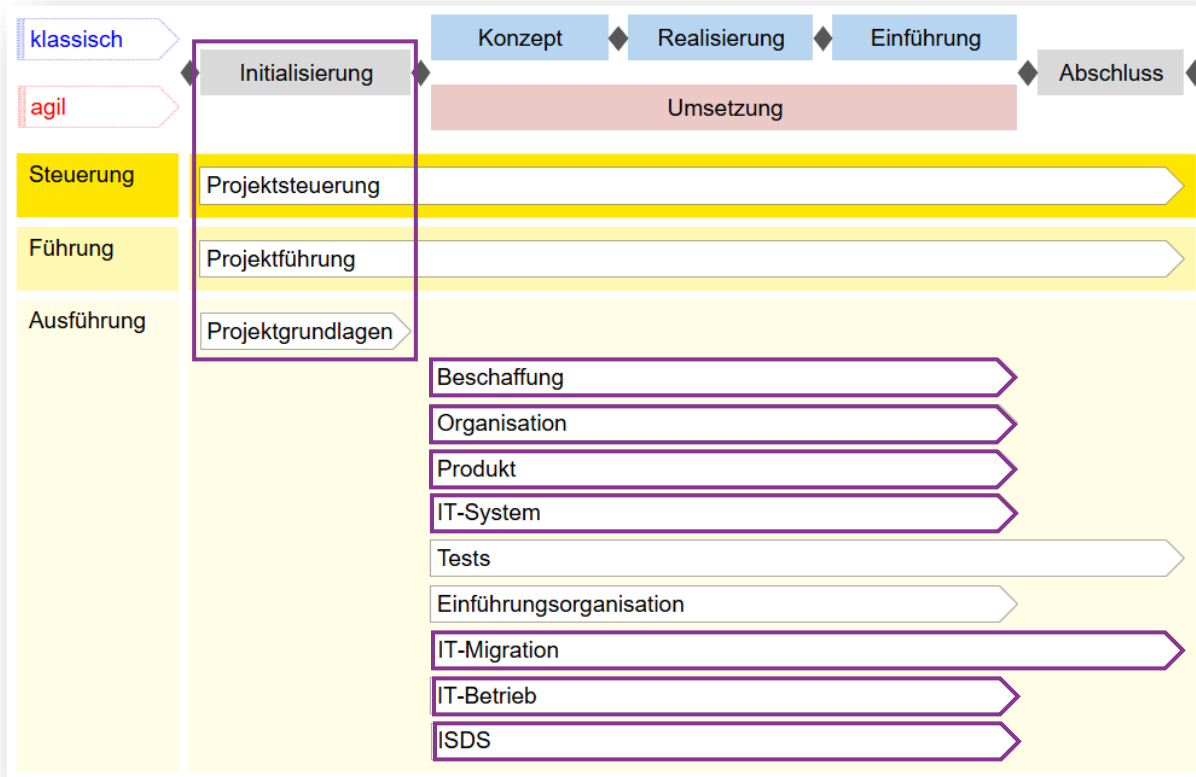 klassisch
Konzept
Realisierung
Einführung
Initialisierung
Abschluss
agil
Umsetzung
Steuerung
Projektsteuerung
Führung
Projektführung
Ausführung
Projektgrundlagen
Beschaffung
Organisation
Produkt
IT-System
Tests
Einführungsorganisation
IT-Migration
IT-Betrieb
ISDS